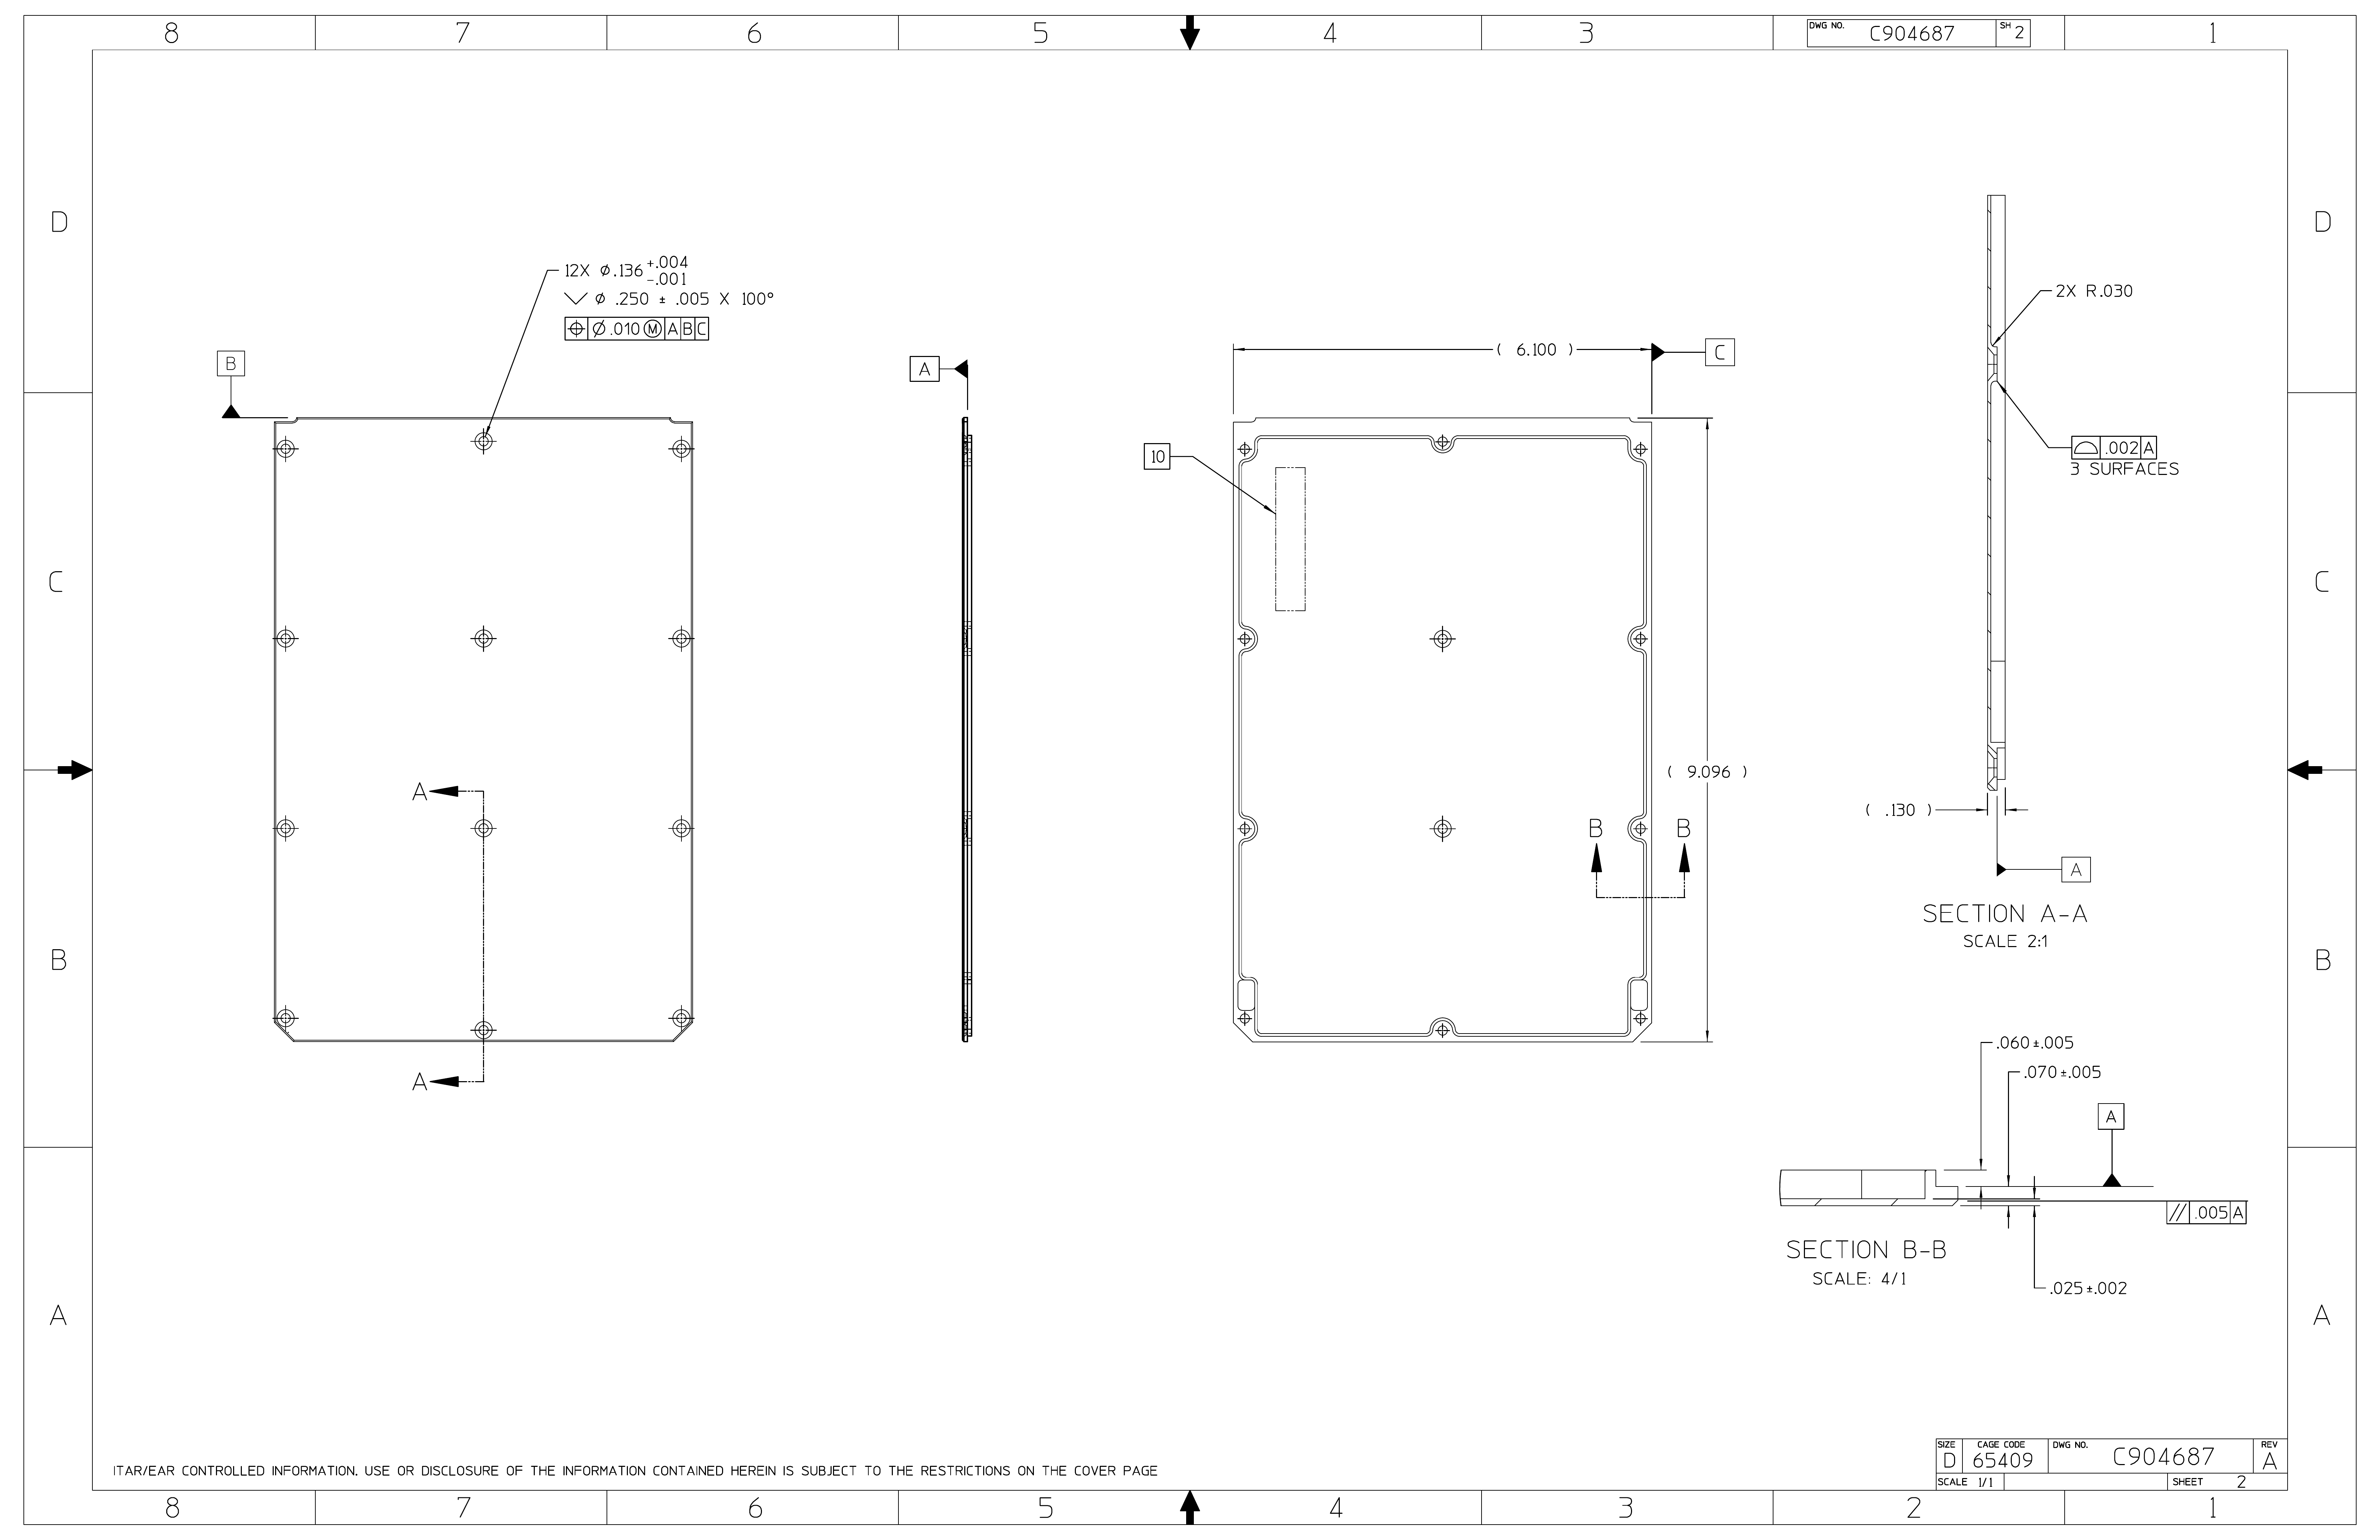 8 7 6 5 4 3 1
DWG NO. C904687 SH 2
D D
12X ⌀.136 +.004
-.001
⌵ ⌀ .250 ± .005 X 100°
⌖ ⌀.010 Ⓜ A B C
2X R.030
B
A
( 6.100 )
C
10
⌓ .002 A
3 SURFACES
C C
A
( 9.096 )
B B
( .130 )
A
SECTION A-A
SCALE 2:1
B B
A
.060±.005
.070±.005
A
// .005 A
SECTION B-B
SCALE: 4/1
.025±.002
A A
ITAR/EAR CONTROLLED INFORMATION. USE OR DISCLOSURE OF THE INFORMATION CONTAINED HEREIN IS SUBJECT TO THE RESTRICTIONS ON THE COVER PAGE
SIZE D
CAGE CODE 65409
DWG NO. C904687
REV A
SCALE 1/1
SHEET 2
8 7 6 5 4 3 2 1